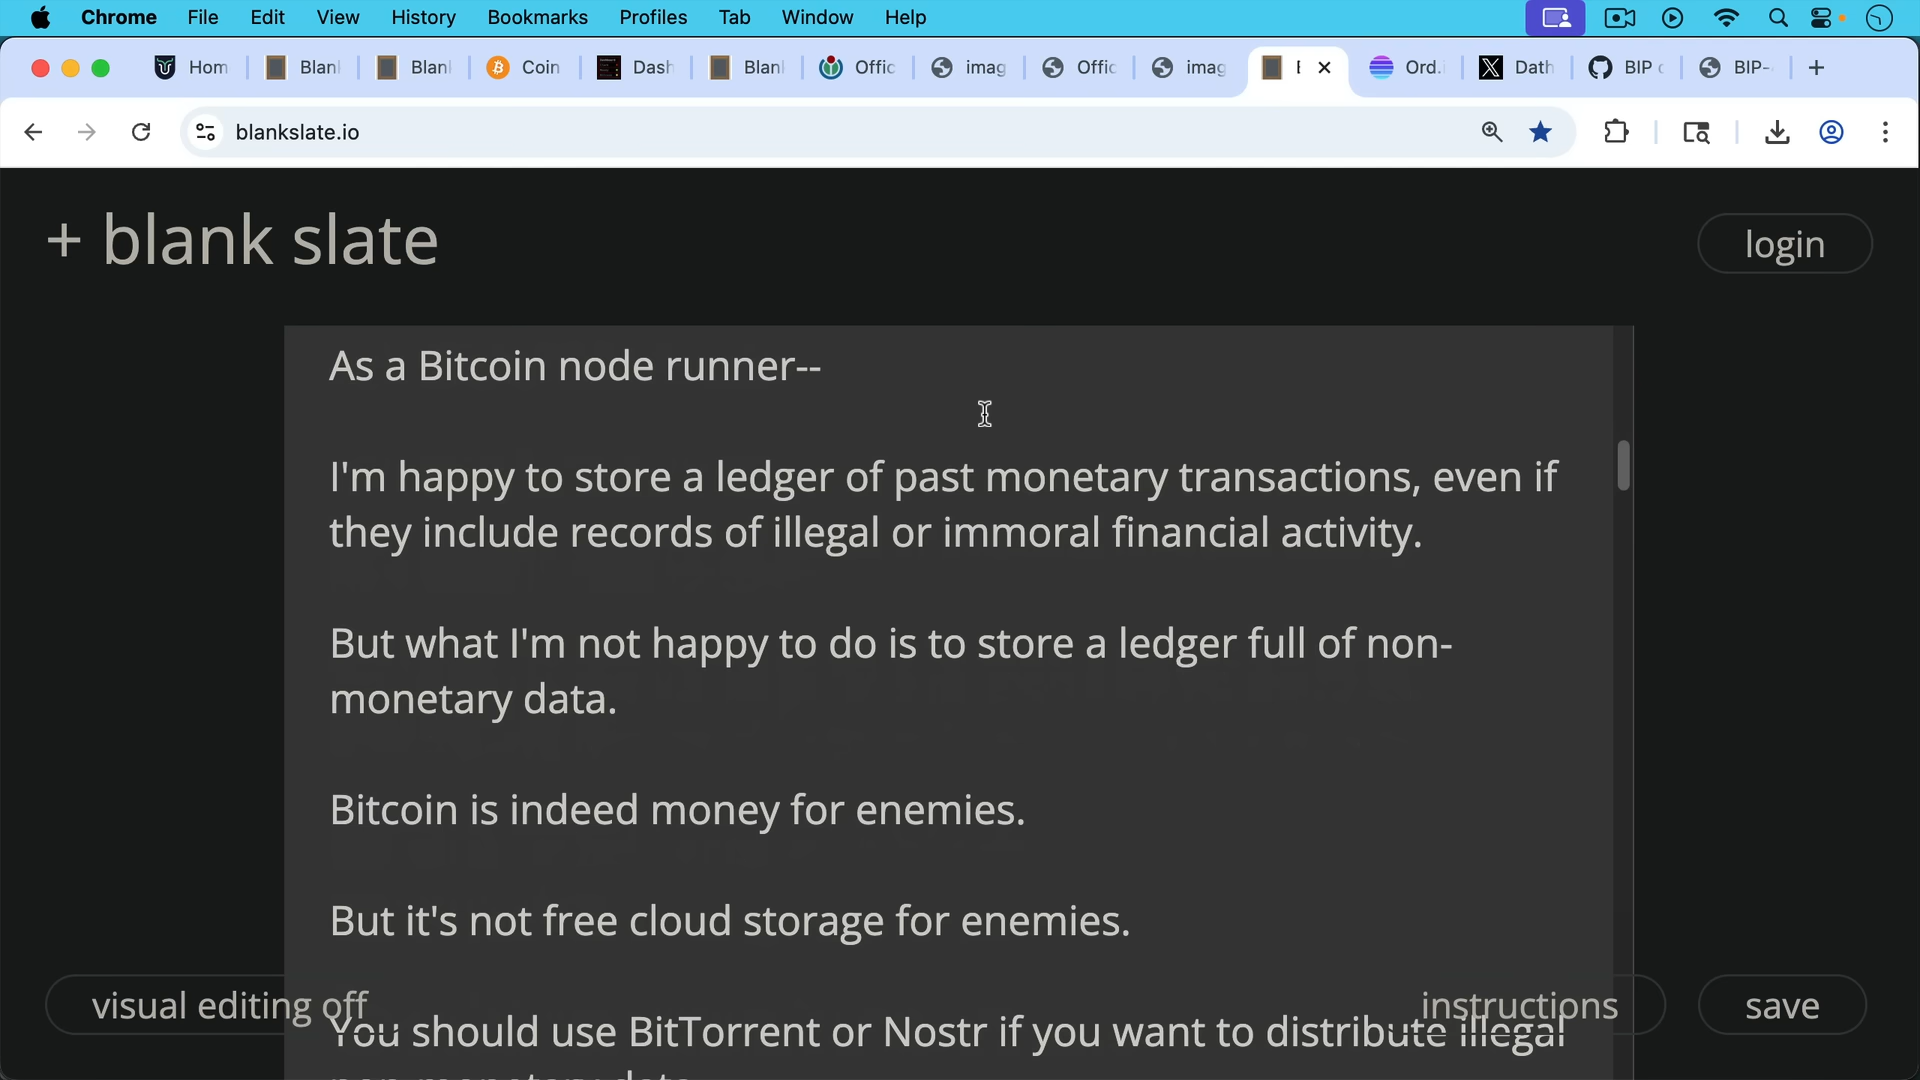 Chrome File Edit View History Bookmarks Profiles Tab Window Help
Hom Blan Blan Coin Dash Blan Offic imag Offic imag Ord.i Dath BIP BIP-
blankslate.io
+ blank slate
login
As a Bitcoin node runner--
I'm happy to store a ledger of past monetary transactions, even if
they include records of illegal or immoral financial activity.
But what I'm not happy to do is to store a ledger full of non-
monetary data.
Bitcoin is indeed money for enemies.
But it's not free cloud storage for enemies.
visual editing off
instructions
save
You should use BitTorrent or Nostr if you want to distribute illegal